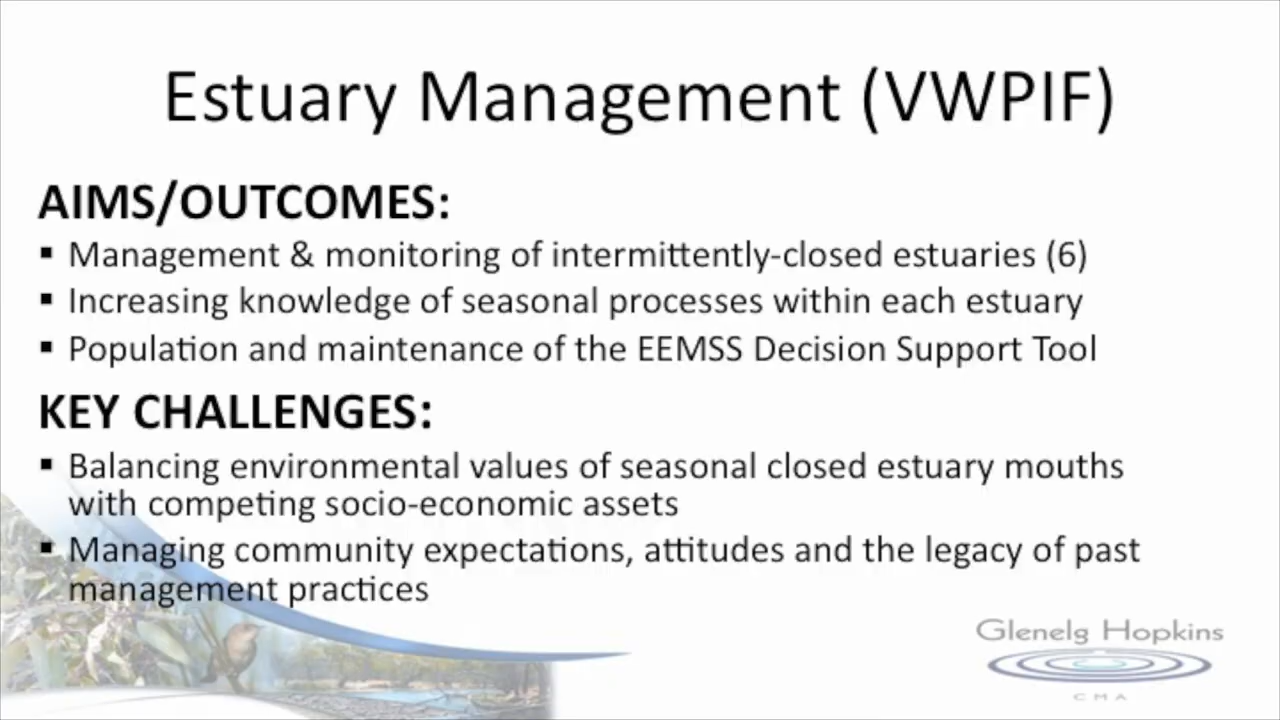 Estuary Management (VWPIF)
AIMS/OUTCOMES:
▪ Management & monitoring of intermittently-closed estuaries (6)
▪ Increasing knowledge of seasonal processes within each estuary
▪ Population and maintenance of the EEMSS Decision Support Tool
KEY CHALLENGES:
▪ Balancing environmental values of seasonal closed estuary mouths
with competing socio-economic assets
▪ Managing community expectations, attitudes and the legacy of past
management practices
Glenelg Hopkins
CMA